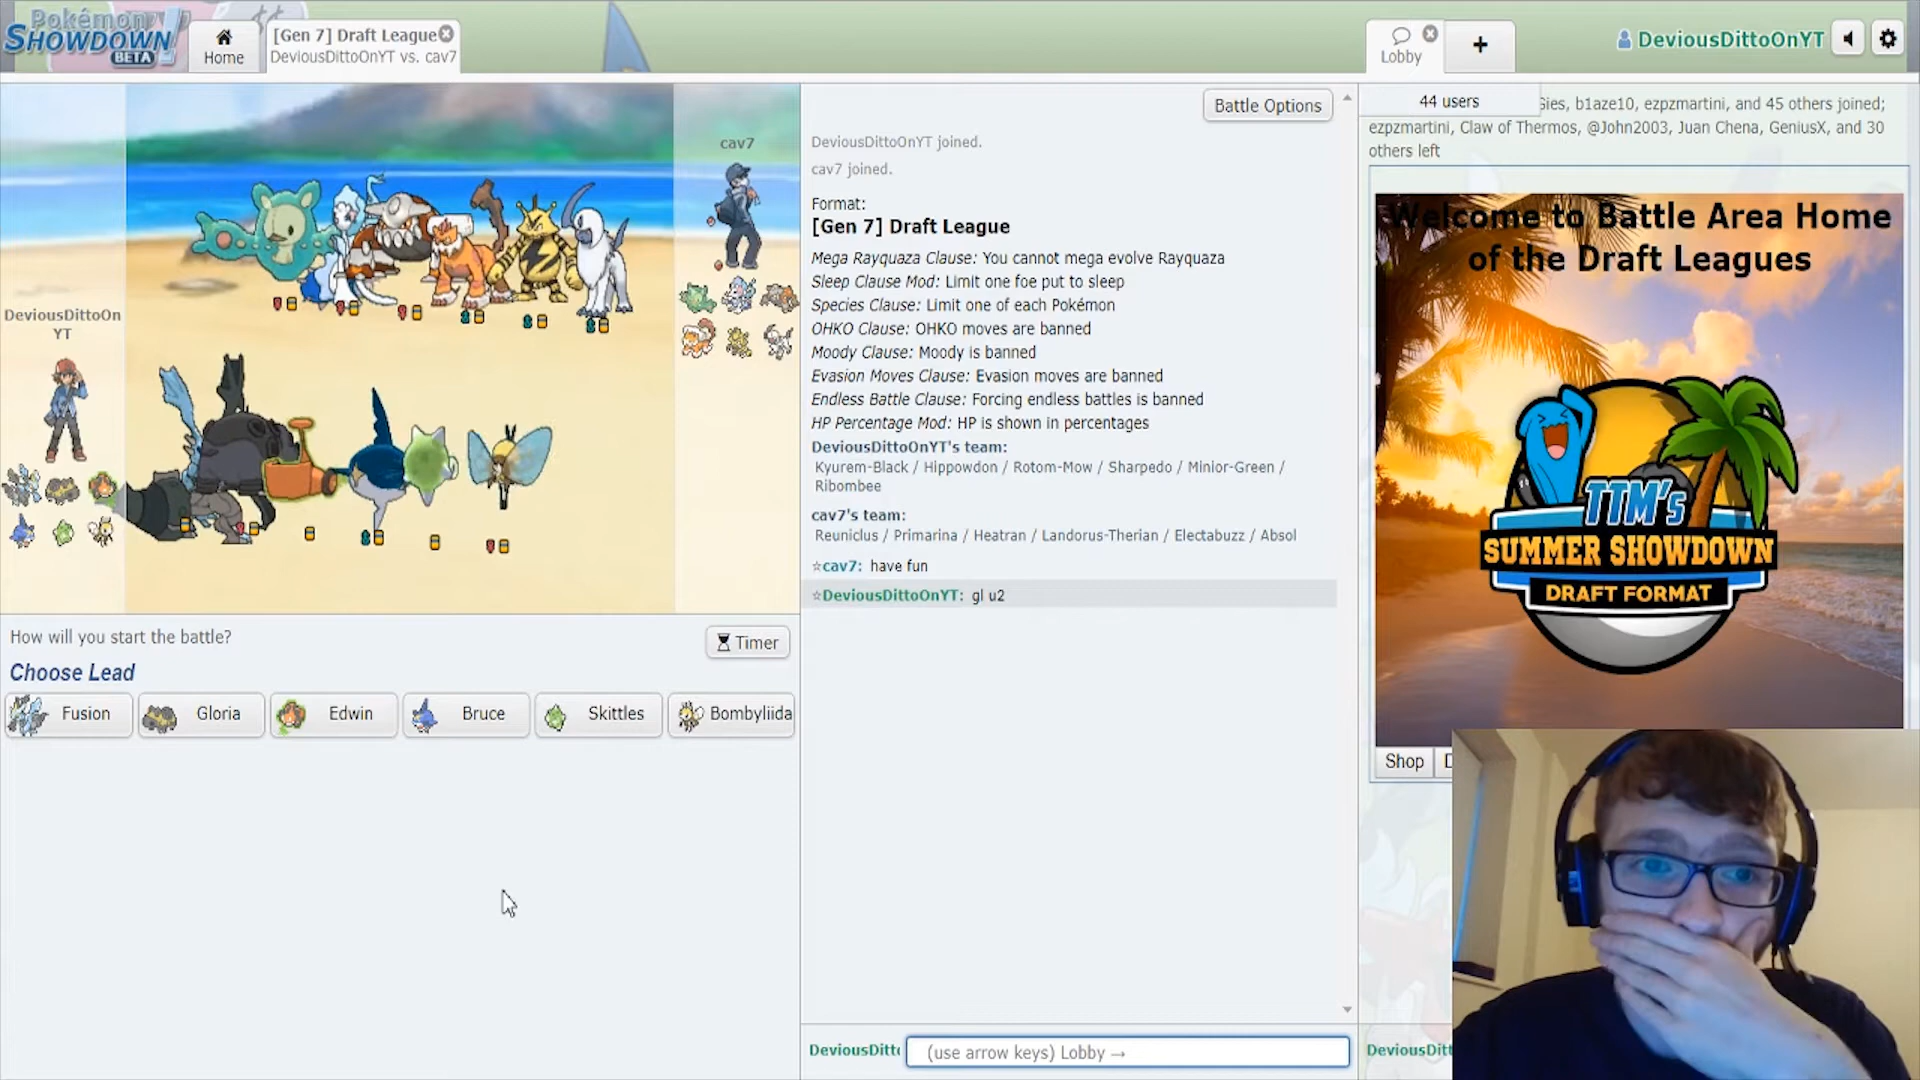 Pokémon
SHOWDOWN!
BETA
Home
[Gen 7] Draft League
DeviousDittoOnYT vs. cav7
Lobby
+
DeviousDittoOnYT
cav7
DeviousDittoOn
YT
How will you start the battle?
Timer
Choose Lead
Fusion
Gloria
Edwin
Bruce
Skittles
Bombyliida
Battle Options
DeviousDittoOnYT joined.
cav7 joined.
Format:
[Gen 7] Draft League
Mega Rayquaza Clause: You cannot mega evolve Rayquaza
Sleep Clause Mod: Limit one foe put to sleep
Species Clause: Limit one of each Pokémon
OHKO Clause: OHKO moves are banned
Moody Clause: Moody is banned
Evasion Moves Clause: Evasion moves are banned
Endless Battle Clause: Forcing endless battles is banned
HP Percentage Mod: HP is shown in percentages
DeviousDittoOnYT's team:
Kyurem-Black / Hippowdon / Rotom-Mow / Sharpedo / Minior-Green /
Ribombee
cav7's team:
Reuniclus / Primarina / Heatran / Landorus-Therian / Electabuzz / Absol
☆cav7: have fun
☆DeviousDittoOnYT: gl u2
DeviousDitt
(use arrow keys) Lobby →
44 users
b1aze10, ezpzmartini, and 45 others joined;
ezpzmartini, Claw of Thermos, @John2003, Juan Chena, GeniusX, and 30
others left
Welcome to Battle Area Home
of the Draft Leagues
TTM's
SUMMER SHOWDOWN
DRAFT FORMAT
Shop
DeviousDitt